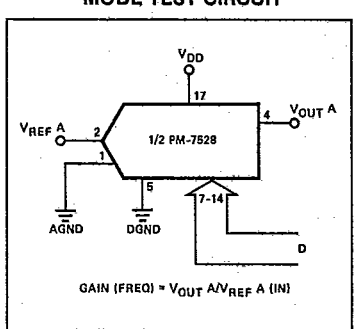 MODE TEST CIRCUIT
VDD
17
VREF A
2
1
1/2 PM-7528
4
VOUT A
5
7-14
AGND
DGND
D
GAIN (FREQ) = VOUT A/VREF A (IN)